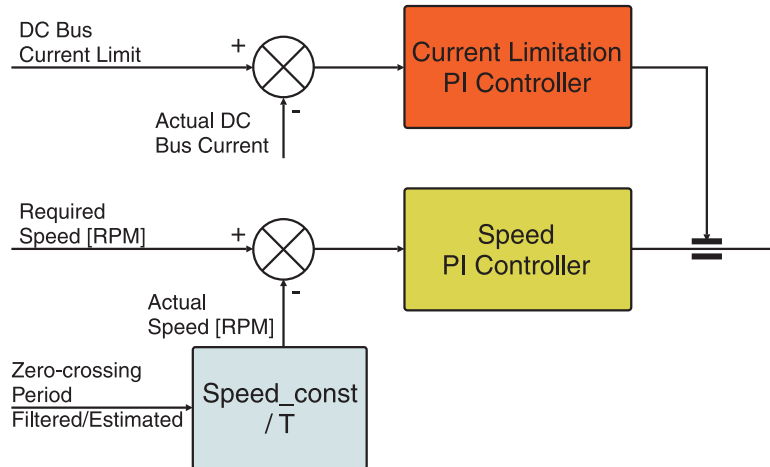 DC Bus
Current Limit
+
-
Actual DC
Bus Current
Current Limitation
PI Controller
Required
Speed [RPM]
+
-
Actual
Speed [RPM]
Speed
PI Controller
Zero-crossing
Period
Filtered/Estimated
Speed_const
/ T